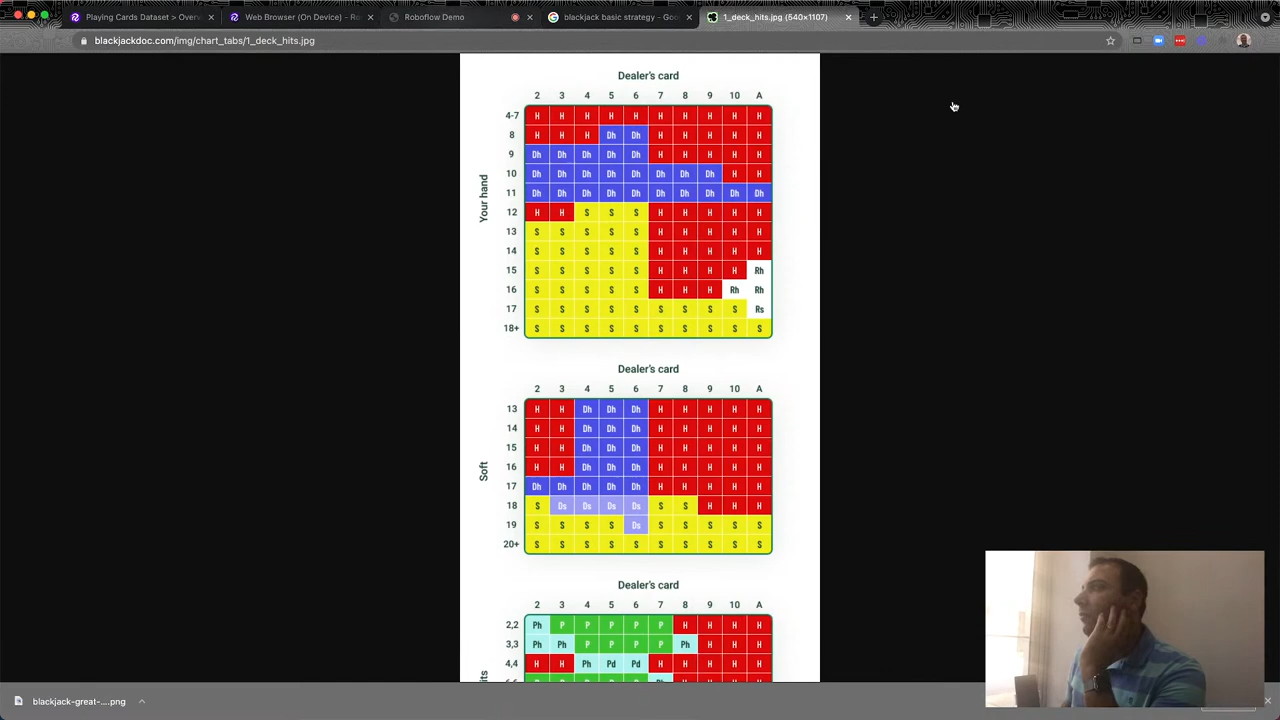 Playing Cards Dataset > Overv
Web Browser (On Device) - Ro
Roboflow Demo
blackjack basic strategy - Goo
1_deck_hits.jpg (540×1107)
blackjackdoc.com/img/chart_tabs/1_deck_hits.jpg
Dealer's card
2 3 4 5 6 7 8 9 10 A
Your hand
4-7 H H H H H H H H H H
8 H H H Dh Dh H H H H H
9 Dh Dh Dh Dh Dh H H H H H
10 Dh Dh Dh Dh Dh Dh Dh Dh H H
11 Dh Dh Dh Dh Dh Dh Dh Dh Dh Dh
12 H H S S S H H H H H
13 S S S S S H H H H H
14 S S S S S H H H H H
15 S S S S S H H H H Rh
16 S S S S S H H H Rh Rh
17 S S S S S S S S S Rs
18+ S S S S S S S S S S
Dealer's card
2 3 4 5 6 7 8 9 10 A
Soft
13 H H Dh Dh Dh H H H H H
14 H H Dh Dh Dh H H H H H
15 H H Dh Dh Dh H H H H H
16 H H Dh Dh Dh H H H H H
17 Dh Dh Dh Dh Dh H H H H H
18 S Ds Ds Ds Ds S S H H H
19 S S S S Ds S S S S S
20+ S S S S S S S S S S
Dealer's card
2 3 4 5 6 7 8 9 10 A
2,2 Ph P P P P P H H H H
3,3 Ph Ph P P P P Ph H H H
4,4 H H Ph Pd Pd H H H H H
blackjack-great-....png